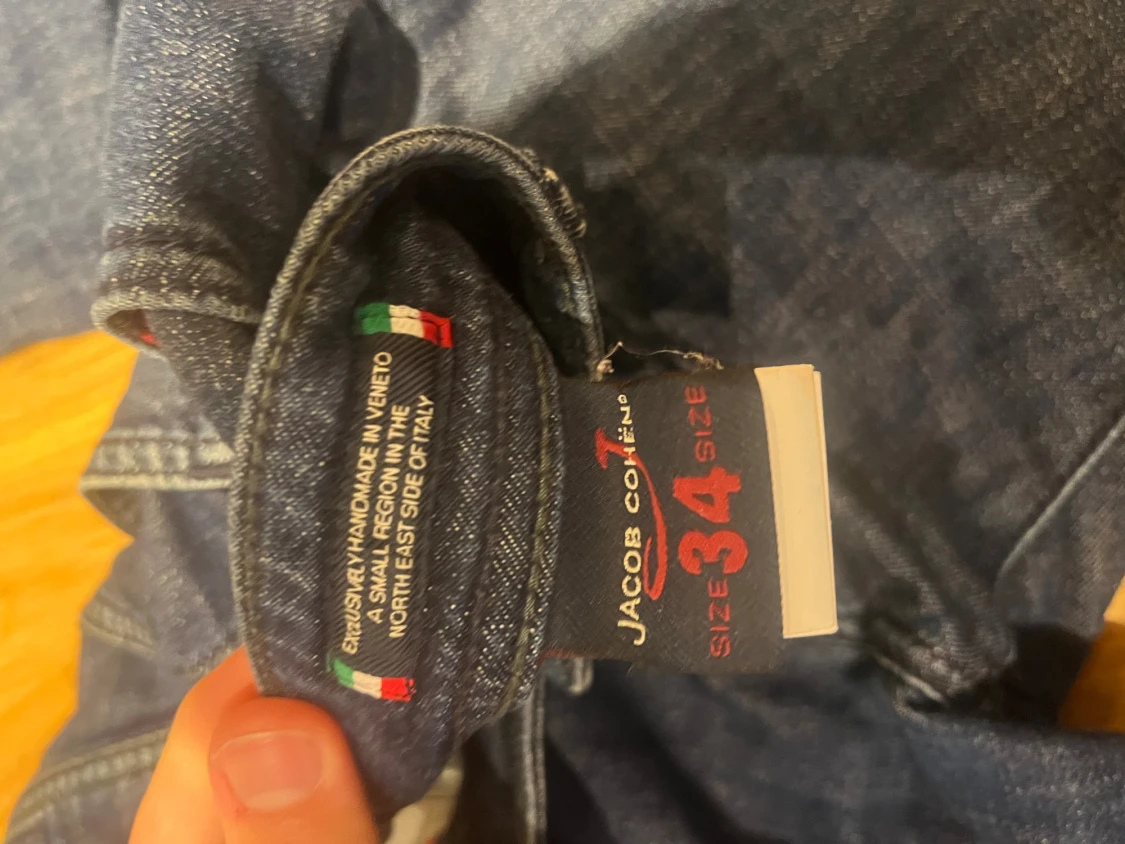 EXCLUSIVELY HANDMADE IN VENETO
A SMALL REGION IN THE
NORTH EAST SIDE OF ITALY
JACOB COHËN
SIZE 34 SIZE